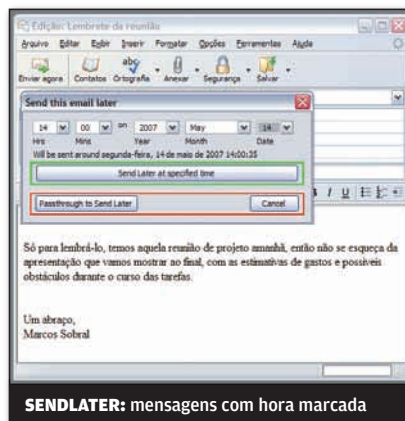 Edição: Lembrete da reunião
Arquivo Editar Exibir Inserir Formatar Opções Ferramentas Ajuda
Enviar agora Contatos Ortografia Anexar Segurança Salvar
Send this email later
14 00 on 2007 May 14
Hrs Mins Year Month Date
Will be sent around segunda-feira, 14 de maio de 2007 14:00:35
Send Later at specified time
Passthrough to Send Later Cancel
I U
Só para lembrá-lo, temos aquela reunião de projeto amanhã, então não se esqueça da
apresentação que vamos mostrar ao final, com as estimativas de gastos e possíveis
obstáculos durante o curso das tarefas.
Um abraço,
Marcos Sobral
SENDLATER: mensagens com hora marcada